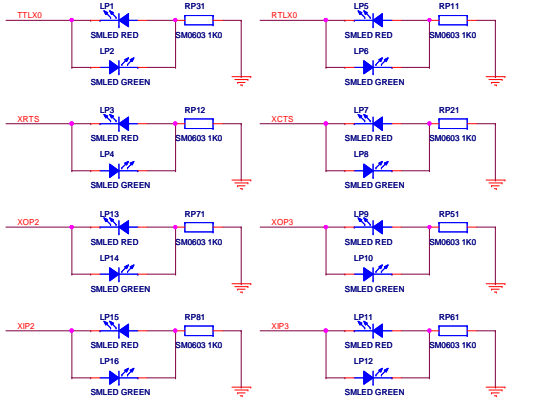 LP1 RP31
TTLX0
SMLED RED SM0603 1K0
LP2
SMLED GREEN
LP5 RP11
RTLX0
SMLED RED SM0603 1K0
LP6
SMLED GREEN
LP3 RP12
XRTS
SMLED RED SM0603 1K0
LP4
SMLED GREEN
LP7 RP21
XCTS
SMLED RED SM0603 1K0
LP8
SMLED GREEN
LP13 RP71
XOP2
SMLED RED SM0603 1K0
LP14
SMLED GREEN
LP9 RP51
XOP3
SMLED RED SM0603 1K0
LP10
SMLED GREEN
LP15 RP81
XIP2
SMLED RED SM0603 1K0
LP16
SMLED GREEN
LP11 RP61
XIP3
SMLED RED SM0603 1K0
LP12
SMLED GREEN